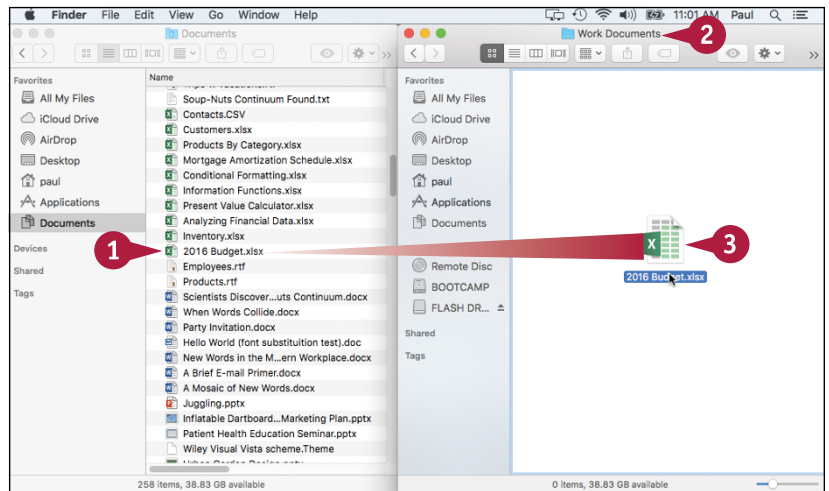 Finder File Edit View Go Window Help 11:01 AM Paul
Documents
Favorites
All My Files
iCloud Drive
AirDrop
Desktop
paul
Applications
Documents
Devices
Shared
Tags
Name
Soup-Nuts Continuum Found.txt
Contacts.CSV
Customers.xlsx
Products By Category.xlsx
Mortgage Amortization Schedule.xlsx
Conditional Formatting.xlsx
Information Functions.xlsx
Present Value Calculator.xlsx
Analyzing Financial Data.xlsx
Inventory.xlsx
1
2016 Budget.xlsx
Employees.rtf
Products.rtf
Scientists Discover...uts Continuum.docx
When Words Collide.docx
Party Invitation.docx
Hello World (font substituition test).doc
New Words in the M...ern Workplace.docx
A Brief E-mail Primer.docx
A Mosaic of New Words.docx
Juggling.pptx
Inflatable Dartboard...Marketing Plan.pptx
Patient Health Education Seminar.pptx
Wiley Visual Vista scheme.Theme
258 items, 38.83 GB available
Work Documents
2
Favorites
All My Files
iCloud Drive
AirDrop
Desktop
paul
Applications
Documents
Remote Disc
BOOTCAMP
FLASH DR...
Shared
Tags
3
X
2016 Budget.xlsx
0 items, 38.83 GB available